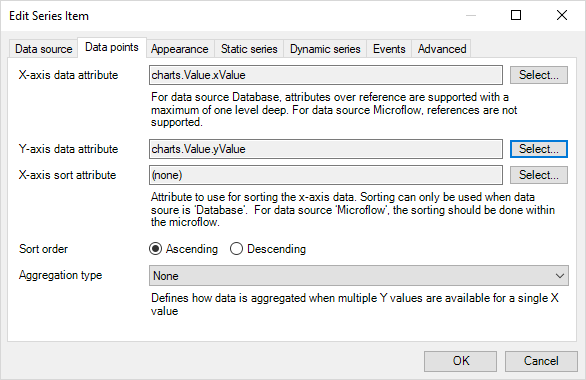 Edit Series Item
Data source Data points Appearance Static series Dynamic series Events Advanced
X-axis data attribute charts.Value.xValue Select...
For data source Database, attributes over reference are supported with a
maximum of one level deep. For data source Microflow, references are not
supported.
Y-axis data attribute charts.Value.yValue Select...
X-axis sort attribute (none) Select...
Attribute to use for sorting the x-axis data. Sorting can only be used when data
soure is 'Database'.  For data source 'Microflow', the sorting should be done within
the microflow.
Sort order Ascending Descending
Aggregation type None
Defines how data is aggregated when multiple Y values are available for a single X
value
OK Cancel